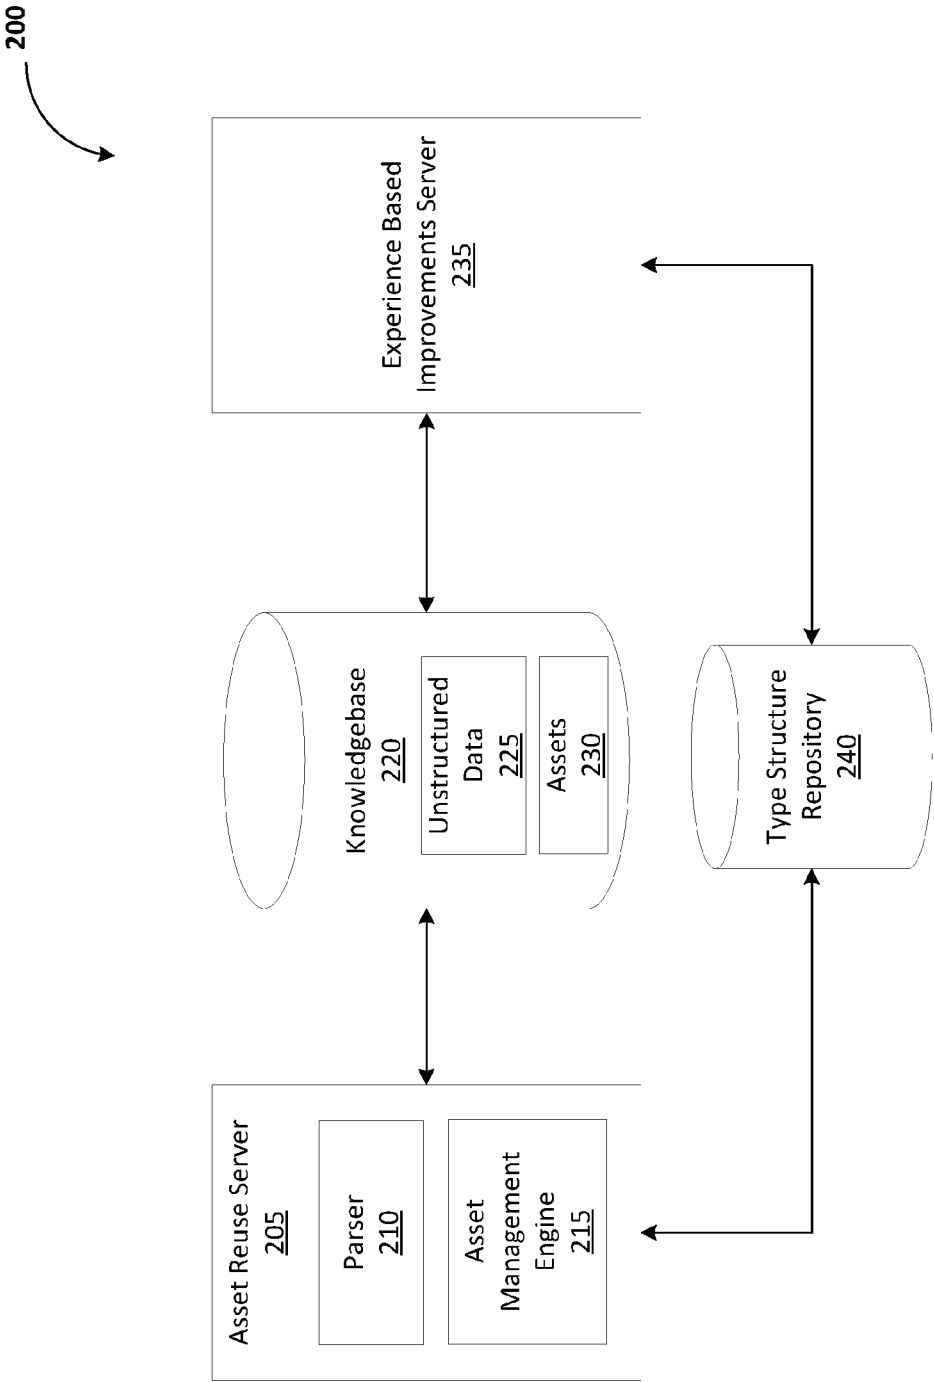 200
Asset Reuse Server
205
Parser
210
Asset
Management
Engine
215
Knowledgebase
220
Unstructured
Data
225
Assets
230
Experience Based
Improvements Server
235
Type Structure
Repository
240